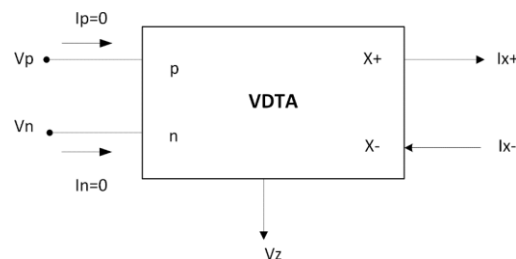 Ip=0
Vp
p
X+
Ix+
VDTA
Vn
n
X-
Ix-
In=0
Vz